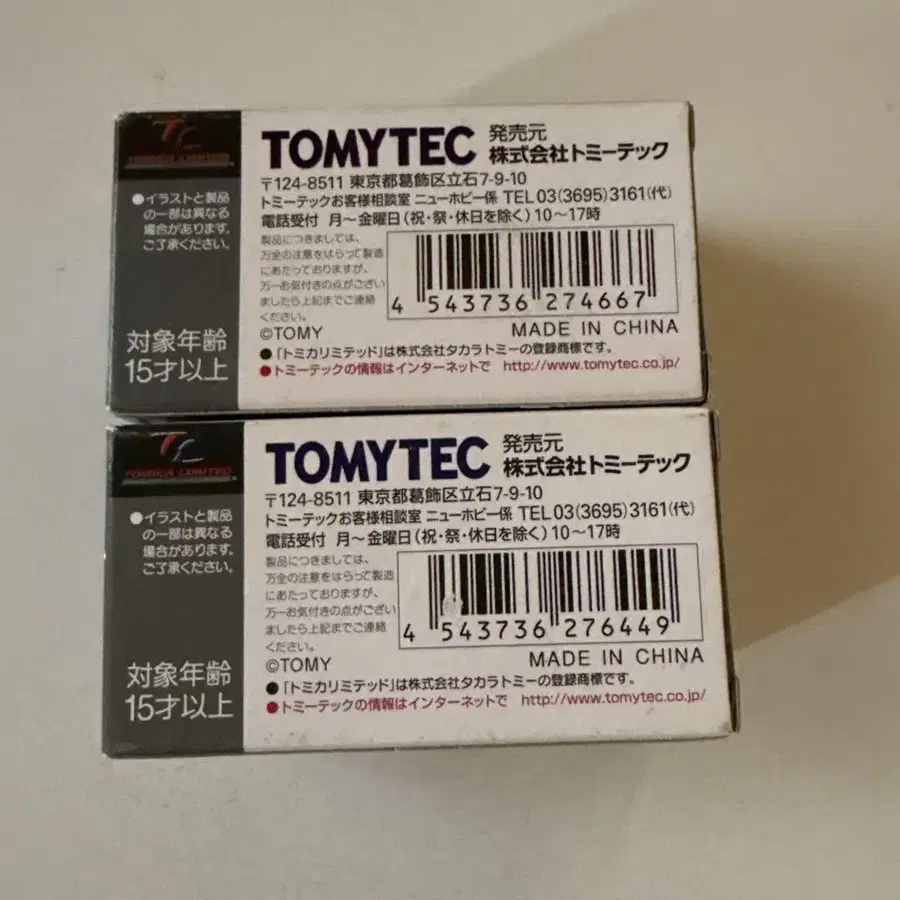 TOMICA LIMITED
●イラストと製品
の一部は異なる
場合があります。
ご了承ください。
対象年齢
15才以上
TOMYTEC 発売元
株式会社トミーテック
〒124-8511 東京都葛飾区立石7-9-10
トミーテックお客様相談室 ニューホビー係 TEL 03(3695)3161(代)
電話受付 月〜金曜日(祝・祭・休日を除く)10〜17時
製品につきましては、
万全の注意をはらって製造
にあたっておりますが、
万一お気付きの点がござい
ましたら上記までご連絡
ください。
4 543736 274667
©TOMY MADE IN CHINA
●「トミカリミテッド」は株式会社タカラトミーの登録商標です。
●トミーテックの情報はインターネットで http://www.tomytec.co.jp/
TOMICA LIMITED
●イラストと製品
の一部は異なる
場合があります。
ご了承ください。
対象年齢
15才以上
TOMYTEC 発売元
株式会社トミーテック
〒124-8511 東京都葛飾区立石7-9-10
トミーテックお客様相談室 ニューホビー係 TEL 03(3695)3161(代)
電話受付 月〜金曜日(祝・祭・休日を除く)10〜17時
製品につきましては、
万全の注意をはらって製造
にあたっておりますが、
万一お気付きの点がござい
ましたら上記までご連絡
ください。
4 543736 276449
©TOMY MADE IN CHINA
●「トミカリミテッド」は株式会社タカラトミーの登録商標です。
●トミーテックの情報はインターネットで http://www.tomytec.co.jp/